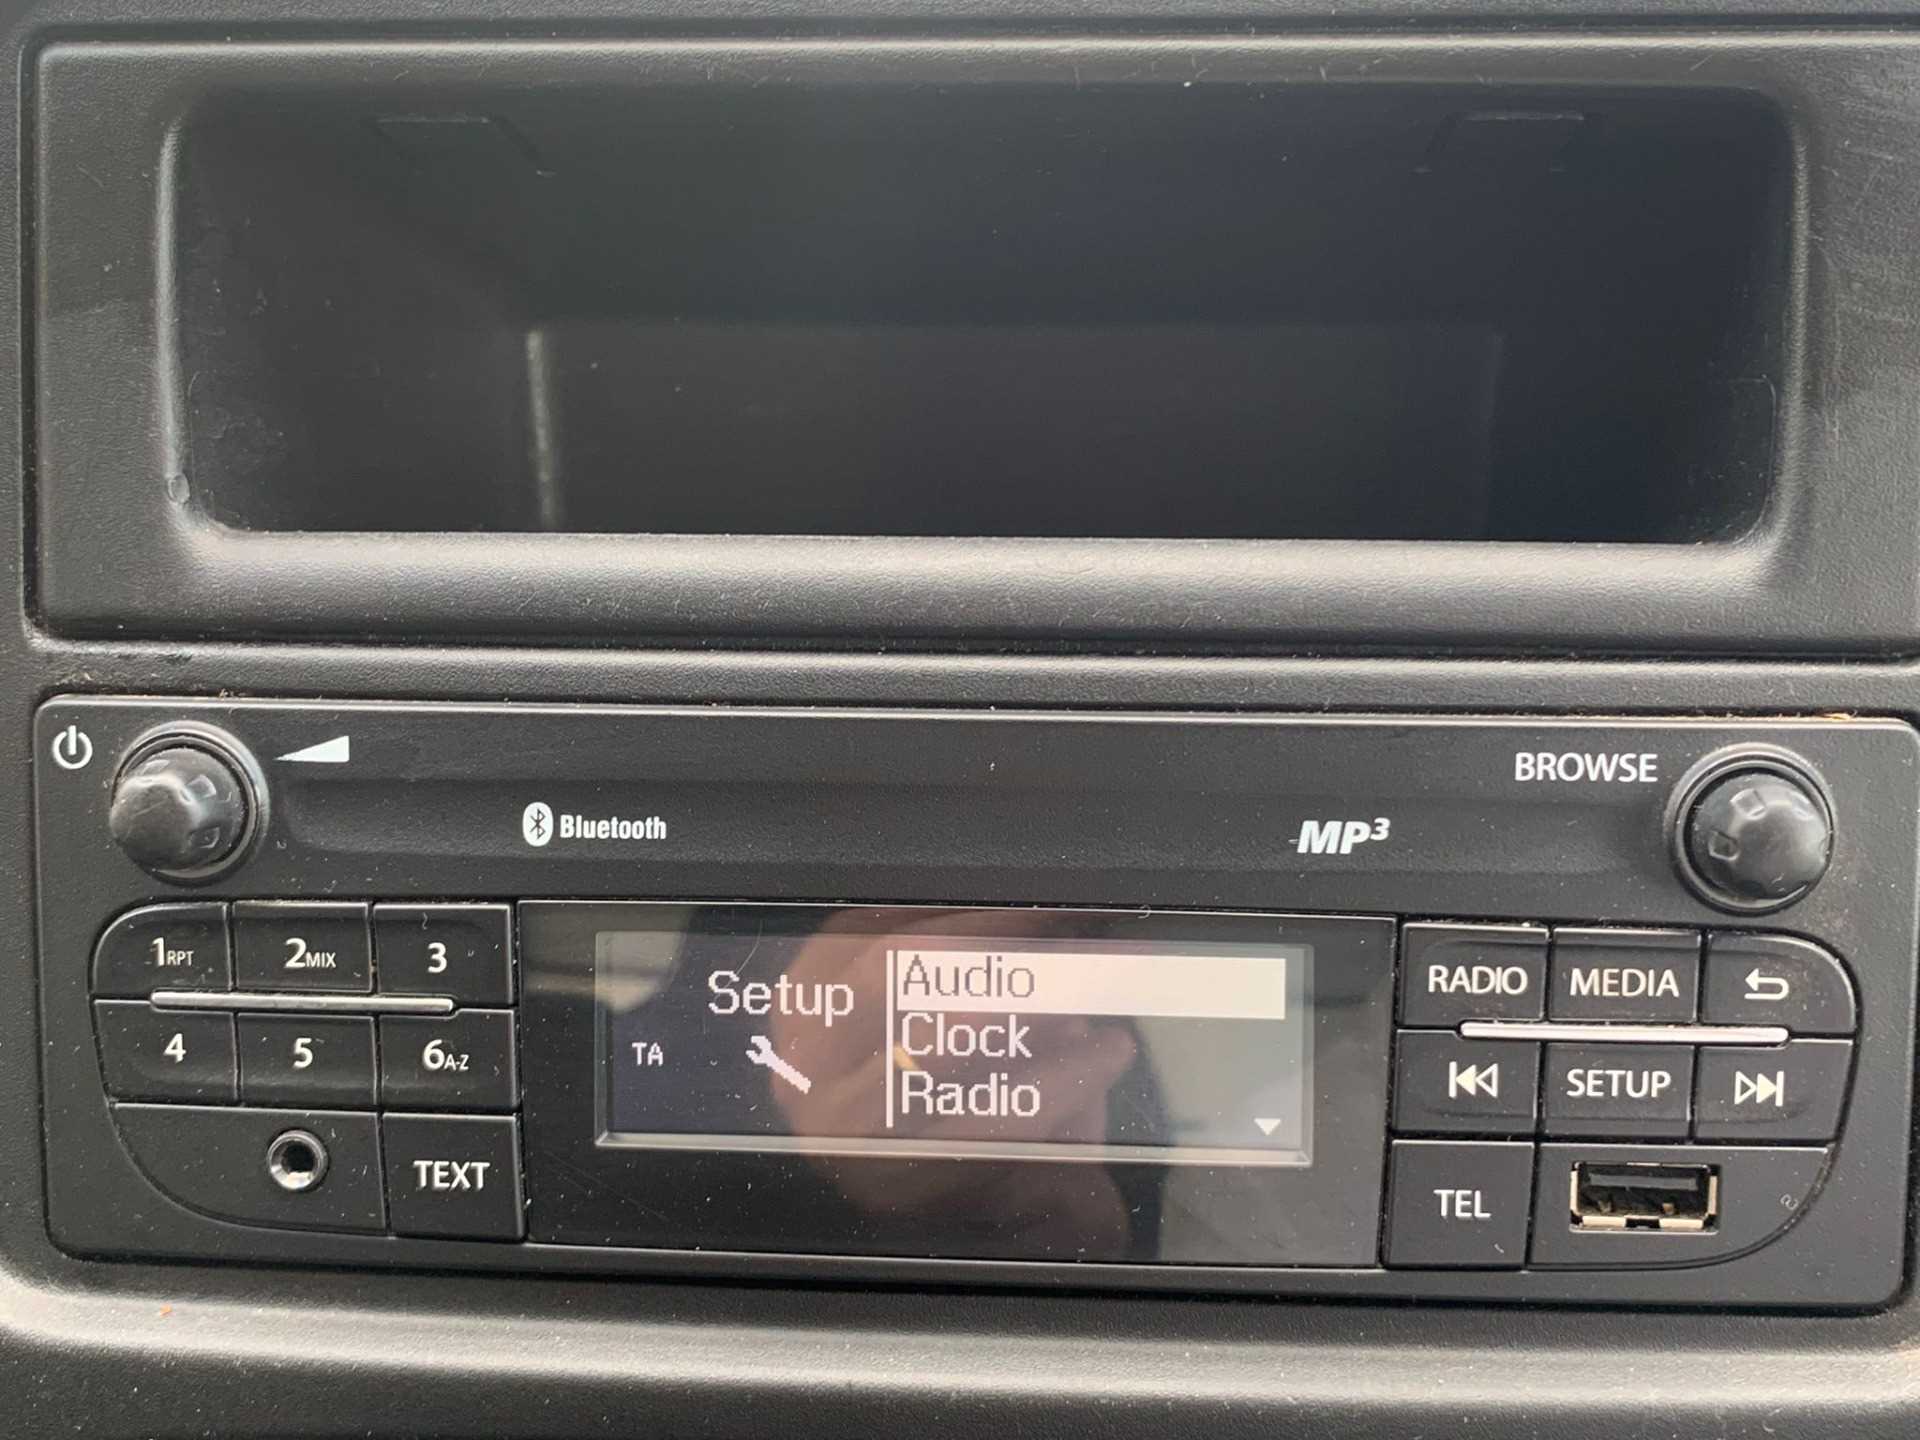 BROWSE
Bluetooth
MP3
1RPT 2MIX 3
4 5 6A-Z
TEXT
Setup
TA
Audio
Clock
Radio
RADIO MEDIA
SETUP
TEL